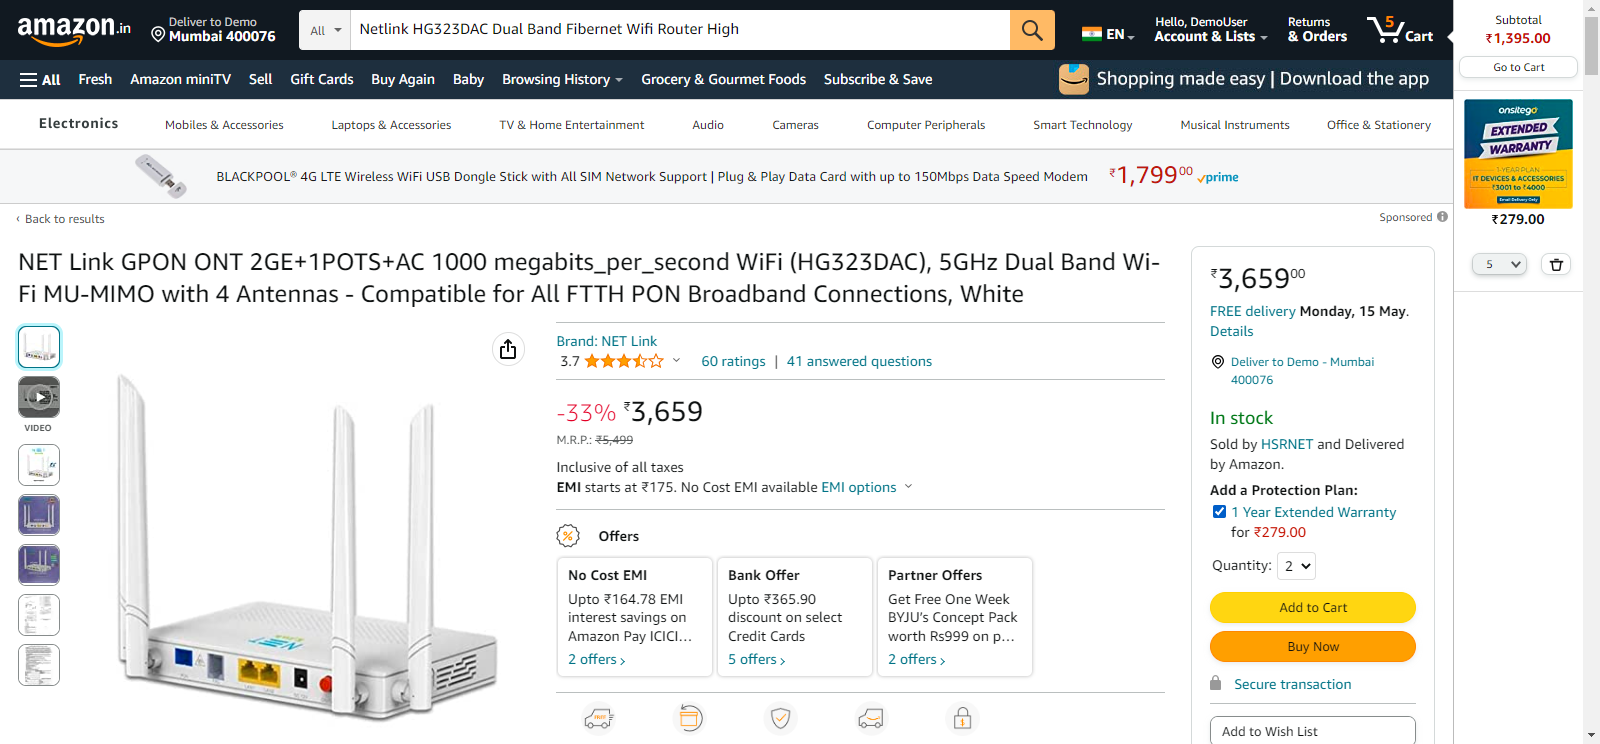 amazon.in
Deliver to Demo
Mumbai 400076
All
Netlink HG323DAC Dual Band Fibernet Wifi Router High
EN
Hello, DemoUser
Account & Lists
Returns
& Orders
5
Cart
Subtotal
₹1,395.00
Go to Cart
All
Fresh
Amazon miniTV
Sell
Gift Cards
Buy Again
Baby
Browsing History
Grocery & Gourmet Foods
Subscribe & Save
Shopping made easy | Download the app
Electronics
Mobiles & Accessories
Laptops & Accessories
TV & Home Entertainment
Audio
Cameras
Computer Peripherals
Smart Technology
Musical Instruments
Office & Stationery
onsitego
EXTENDED
WARRANTY
1 YEAR PLAN
IT DEVICES & ACCESSORIES
₹3001 to ₹4000
Email Delivery Only
₹279.00
5
BLACKPOOL® 4G LTE Wireless WiFi USB Dongle Stick with All SIM Network Support | Plug & Play Data Card with up to 150Mbps Data Speed Modem
₹1,79900
prime
‹ Back to results
Sponsored
NET Link GPON ONT 2GE+1POTS+AC 1000 megabits_per_second WiFi (HG323DAC), 5GHz Dual Band Wi-
Fi MU-MIMO with 4 Antennas - Compatible for All FTTH PON Broadband Connections, White
VIDEO
NET
Brand: NET Link
3.7
60 ratings | 41 answered questions
-33% ₹3,659
M.R.P.: ₹5,499
Inclusive of all taxes
EMI starts at ₹175. No Cost EMI available EMI options
Offers
No Cost EMI
Upto ₹164.78 EMI
interest savings on
Amazon Pay ICICI...
2 offers ›
Bank Offer
Upto ₹365.90
discount on select
Credit Cards
5 offers ›
Partner Offers
Get Free One Week
BYJU's Concept Pack
worth Rs999 on p...
2 offers ›
FREE
₹3,65900
FREE delivery Monday, 15 May.
Details
Deliver to Demo - Mumbai
400076
In stock
Sold by HSRNET and Delivered
by Amazon.
Add a Protection Plan:
1 Year Extended Warranty
for ₹279.00
Quantity: 2
Add to Cart
Buy Now
Secure transaction
Add to Wish List